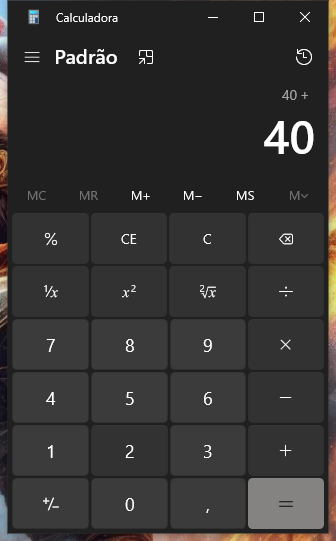 Calculadora
Padrão
40 +
40
MC MR M+ M− MS M
% CE C
⅟x x² ²√x ÷
7 8 9 ×
4 5 6 −
1 2 3 +
+/− 0 , =